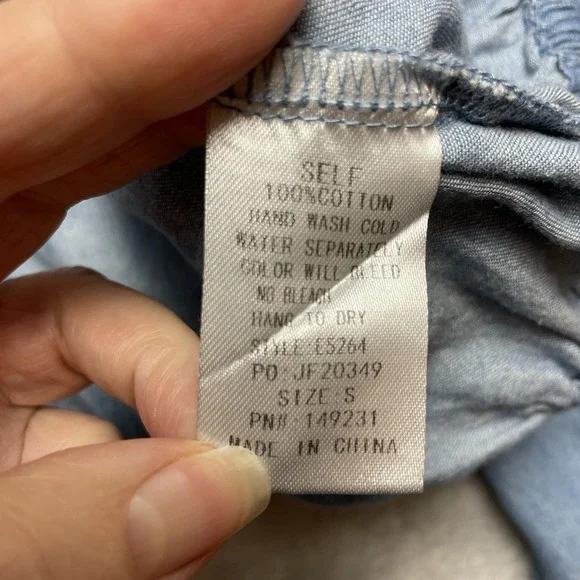 SELF
100%COTTON
HAND WASH COLD
WATER SEPARATELY
COLOR WILL BLEED
NO BLEACH
HANG TO DRY
STYLE:E5264
PO:JF20349
SIZE S
PN#:149231
MADE IN CHINA